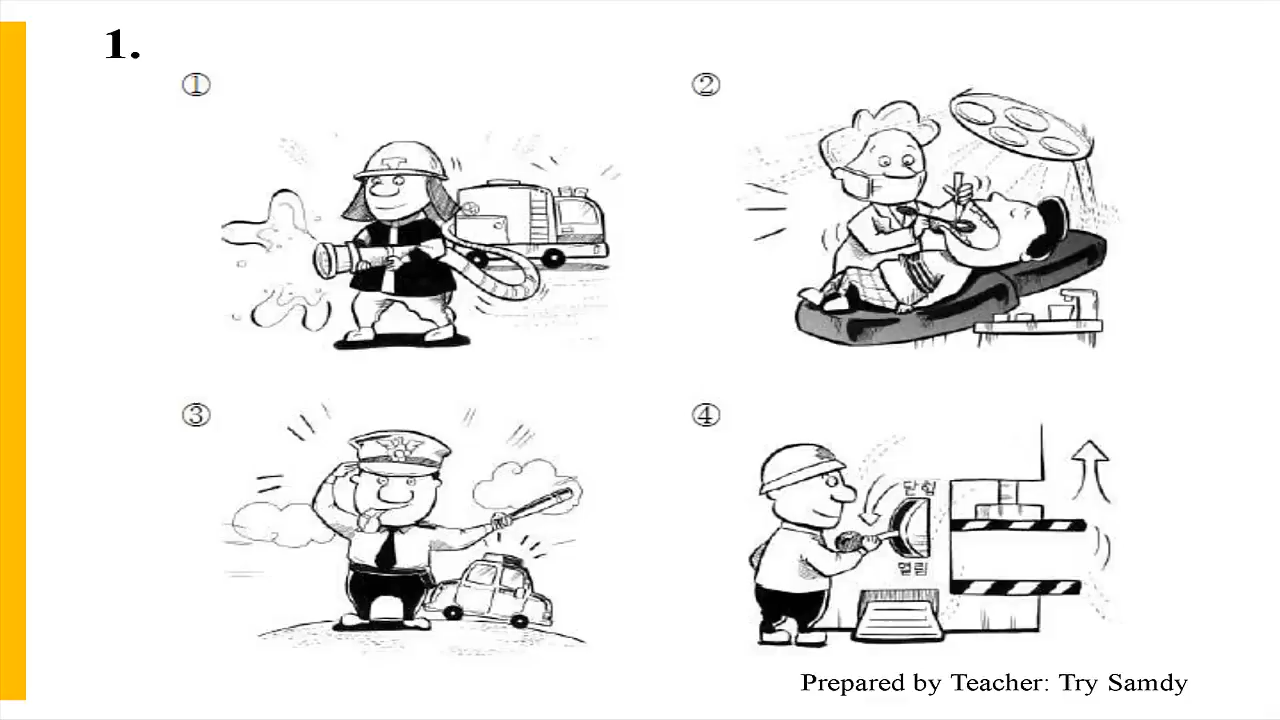 1.
①
②
③
④
닫힘
열림
Prepared by Teacher: Try Samdy